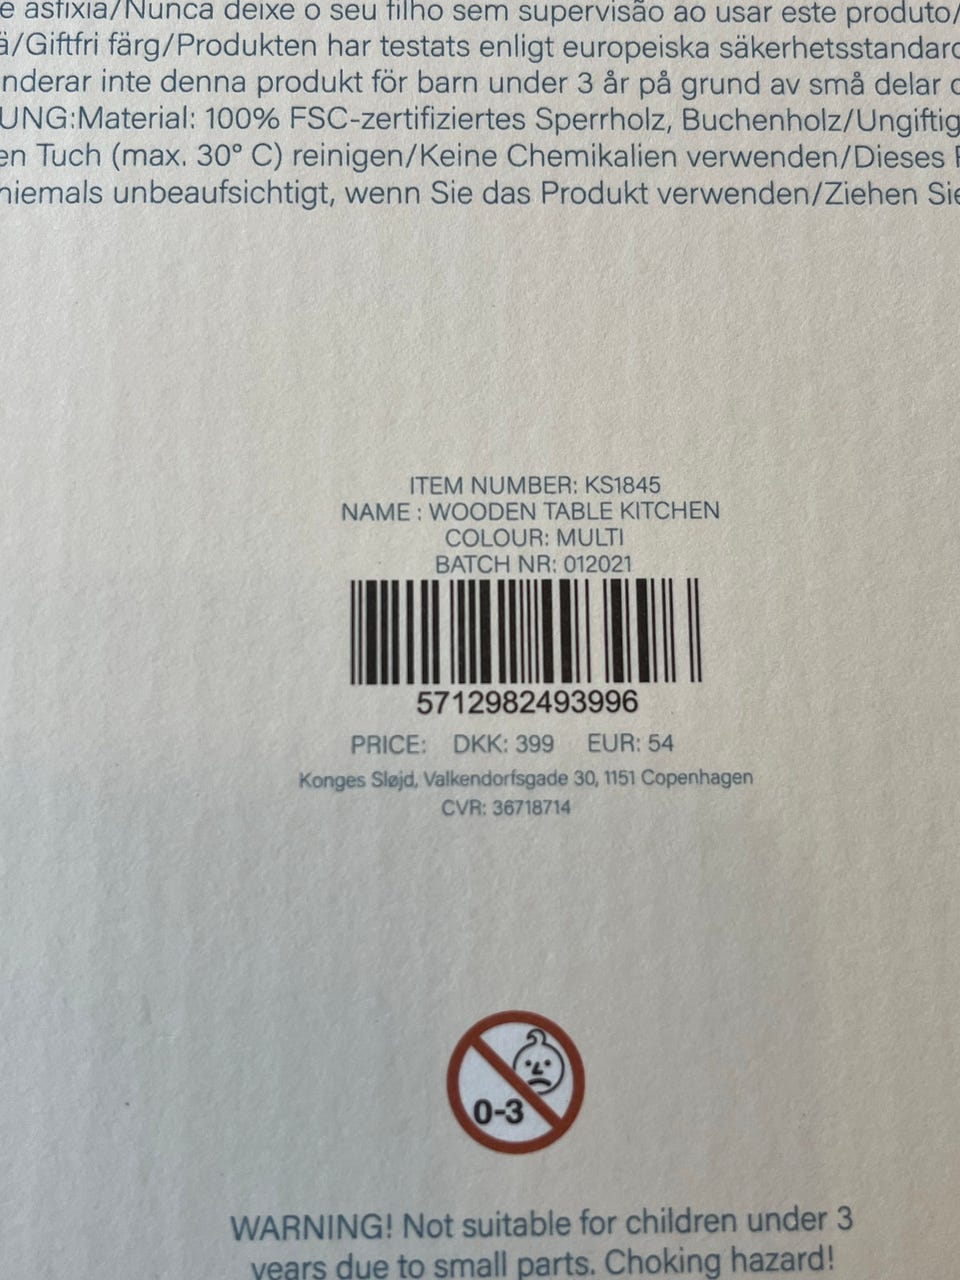 e asfixia/Nunca deixe o seu filho sem supervisão ao usar este produto/
ä/Giftfri färg/Produkten har testats enligt europeiska säkerhetsstandard
nderar inte denna produkt för barn under 3 år på grund av små delar
UNG:Material: 100% FSC-zertifiziertes Sperrholz, Buchenholz/Ungiftig
en Tuch (max. 30° C) reinigen/Keine Chemikalien verwenden/Dieses
niemals unbeaufsichtigt, wenn Sie das Produkt verwenden/Ziehen Sie
ITEM NUMBER: KS1845
NAME : WOODEN TABLE KITCHEN
COLOUR: MULTI
BATCH NR: 012021
5712982493996
PRICE: DKK: 399 EUR: 54
Konges Sløjd, Valkendorfsgade 30, 1151 Copenhagen
CVR: 36718714
0-3
WARNING! Not suitable for children under 3
years due to small parts. Choking hazard!